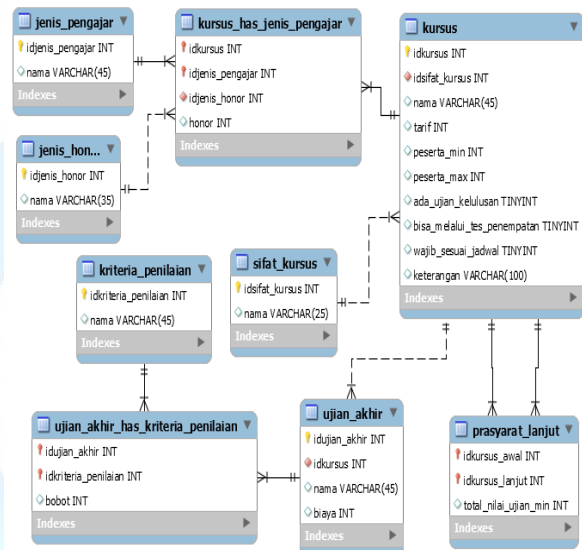 jenis_pengajar
idjenis_pengajar INT
nama VARCHAR(45)
Indexes
kursus_has_jenis_pengajar
idkursus INT
idjenis_pengajar INT
idjenis_honor INT
honor INT
Indexes
kursus
idkursus INT
idsifat_kursus INT
nama VARCHAR(45)
tarif INT
peserta_min INT
peserta_max INT
ada_ujian_kelulusan TINYINT
bisa_melalui_tes_penempatan TINYINT
wajib_sesuai_jadwal TINYINT
keterangan VARCHAR(100)
Indexes
jenis_hon...
idjenis_honor INT
nama VARCHAR(35)
Indexes
kriteria_penilaian
idkriteria_penilaian INT
nama VARCHAR(45)
Indexes
sifat_kursus
idsifat_kursus INT
nama VARCHAR(25)
Indexes
ujian_akhir_has_kriteria_penilaian
idujian_akhir INT
idkriteria_penilaian INT
bobot INT
Indexes
ujian_akhir
idujian_akhir INT
idkursus INT
nama VARCHAR(45)
biaya INT
Indexes
prasyarat_lanjut
idkursus_awal INT
idkursus_lanjut INT
total_nilai_ujian_min INT
Indexes